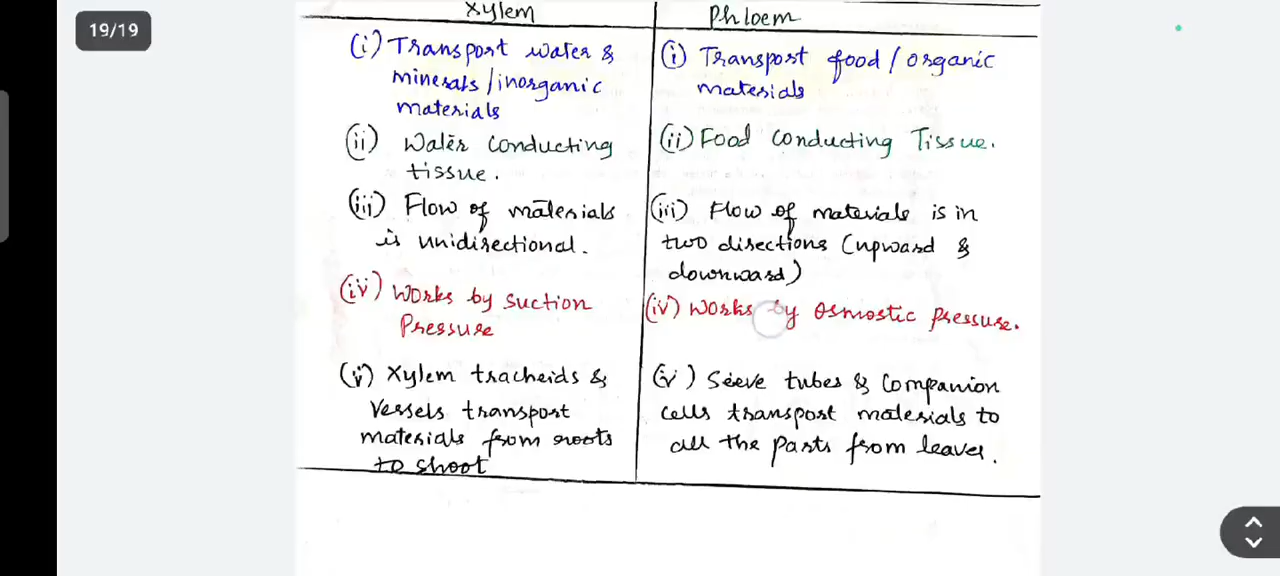 19/19
Xylem
Phloem
(i) Transport water &
minerals/inorganic
materials
(i) Transport food/organic
materials
(ii) Water conducting
tissue.
(ii) Food conducting Tissue.
(iii) Flow of materials
is unidirectional.
(iii) Flow of materials is in
two directions (upward &
downward)
(iv) Works by suction
Pressure
(iv) Works by Osmostic pressure.
(v) Xylem tracheids &
Vessels transport
materials from roots
to shoot
(v) Sieve tubes & Companion
cells transport materials to
all the parts from leaves.